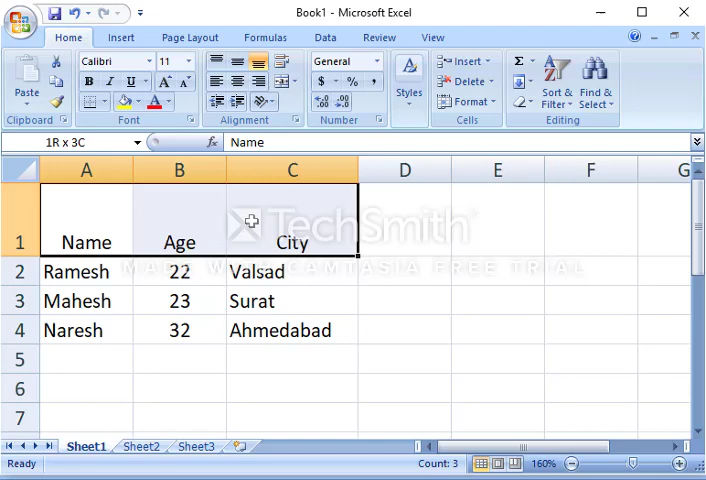 Book1 - Microsoft Excel
Home Insert Page Layout Formulas Data Review View
Calibri 11 General Insert Σ
Paste B I U A A $ % , Styles Delete Sort & Filter Find & Select
A Format
Clipboard Font Alignment Number Cells Editing
1R x 3C fx Name
A B C D E F G
1 Name Age City
TechSmith
MADE WITH CAMTASIA FREE TRIAL
2 Ramesh 22 Valsad
3 Mahesh 23 Surat
4 Naresh 32 Ahmedabad
5
6
7
Sheet1 Sheet2 Sheet3
Ready Count: 3 160%